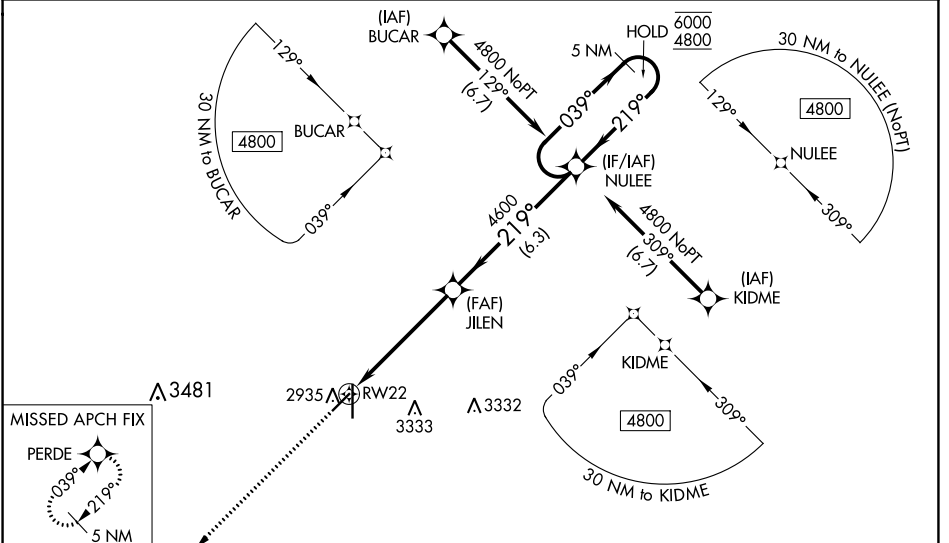 (IAF)
BUCAR
4800 NoPT
129°
(6.7)
HOLD
6000
4800
5 NM
039°
219°
(IF/IAF)
NULEE
129°
BUCAR
4800
30 NM to BUCAR
039°
30 NM to NULEE (NoPT)
129°
4800
NULEE
309°
4600
219°
(6.3)
4800 NoPT
309°
(6.7)
(IAF)
KIDME
(FAF)
JILEN
KIDME
039°
309°
4800
30 NM to KIDME
3481
2935
RW22
3333
3332
MISSED APCH FIX
PERDE
039°
219°
5 NM